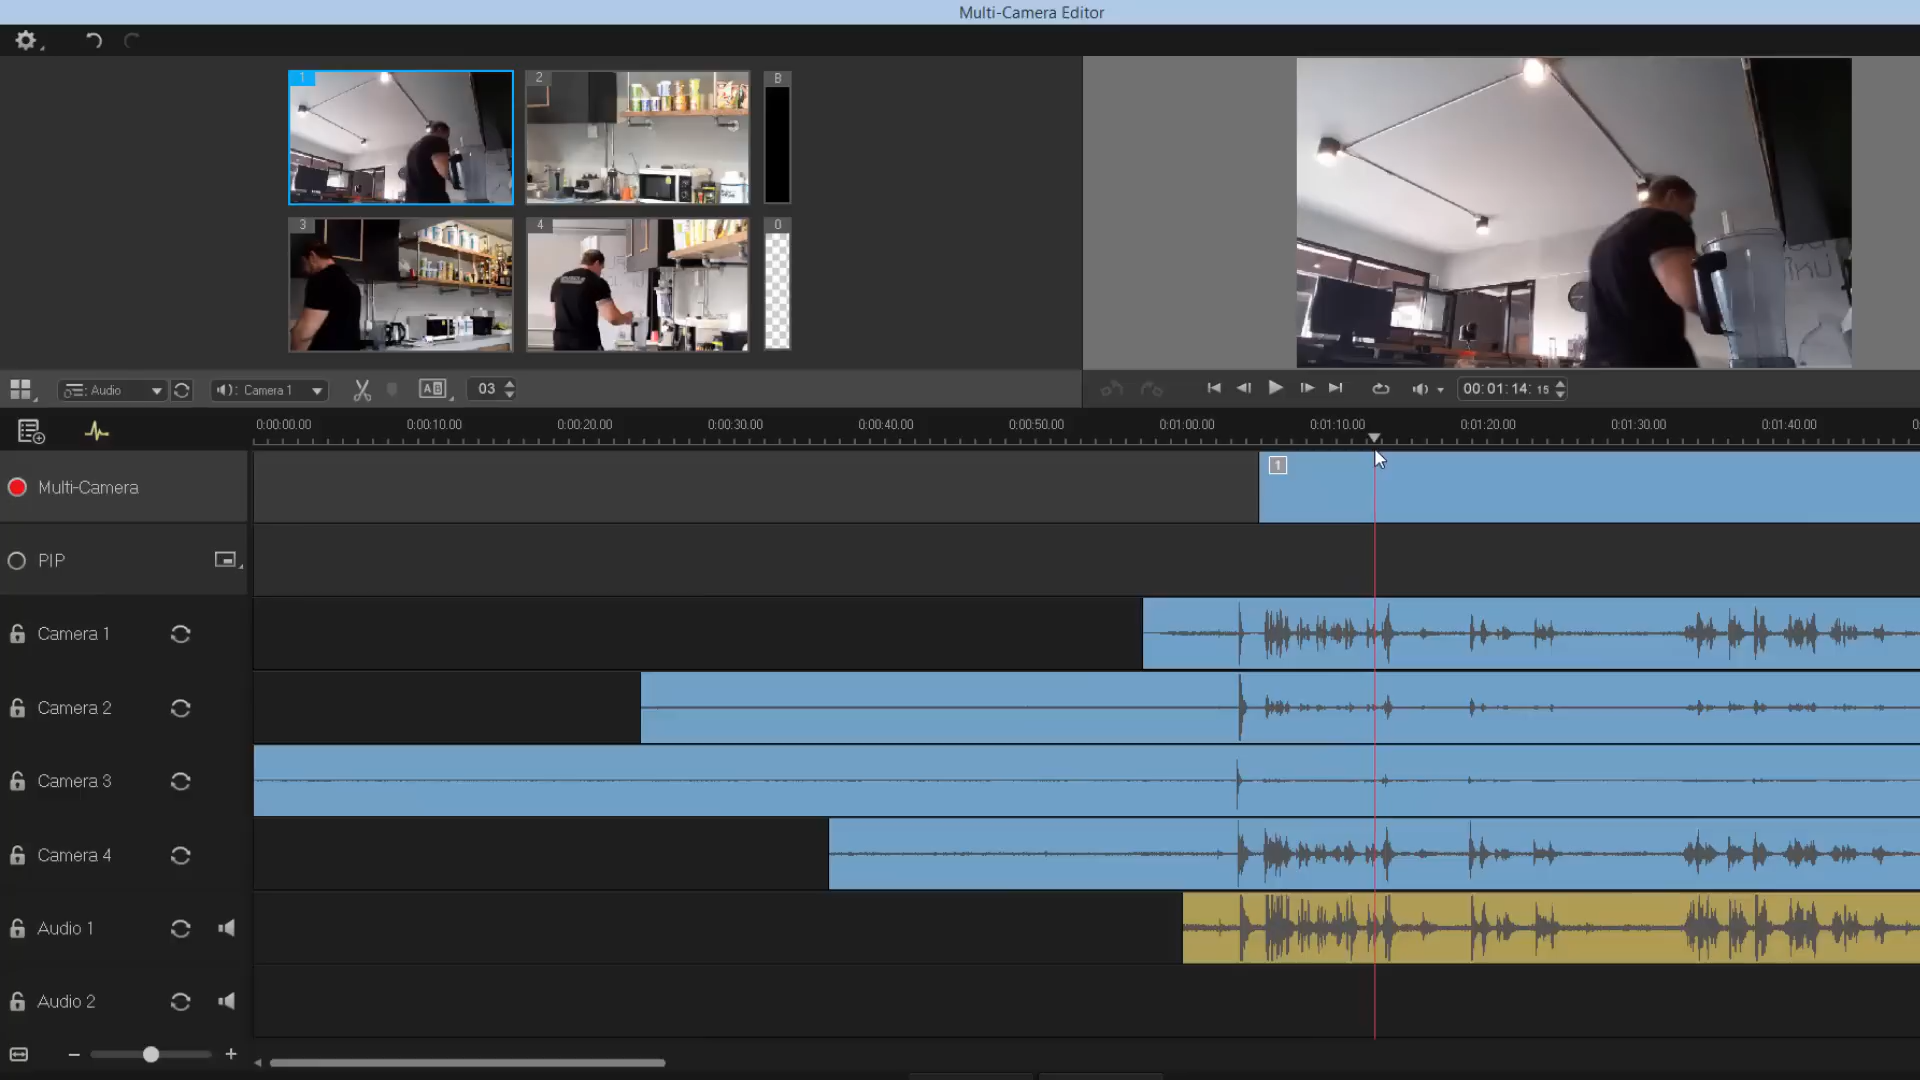 Multi-Camera Editor
1
2
B
3
4
0
Audio
Camera 1
AB
03
00:01:14:15
0:00:00.00
0:00:10.00
0:00:20.00
0:00:30.00
0:00:40.00
0:00:50.00
0:01:00.00
0:01:10.00
0:01:20.00
0:01:30.00
0:01:40.00
Multi-Camera
1
PIP
Camera 1
Camera 2
Camera 3
Camera 4
Audio 1
Audio 2